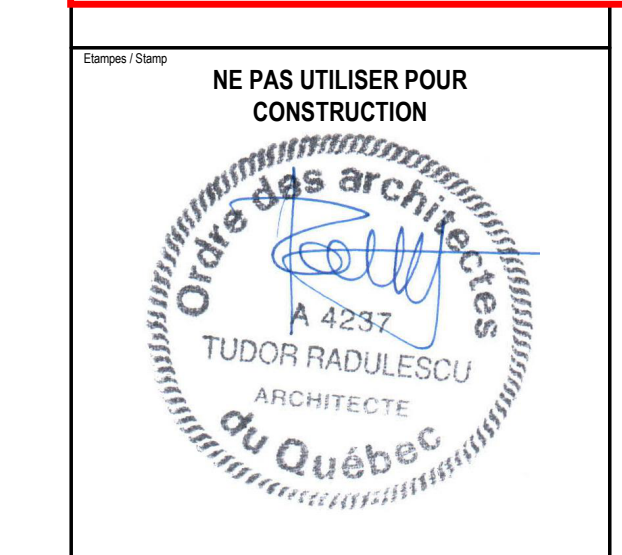 Etampes / Stamp
NE PAS UTILISER POUR
CONSTRUCTION
Ordre des architectes
A 4237
TUDOR RADULESCU
ARCHITECTE
du Québec